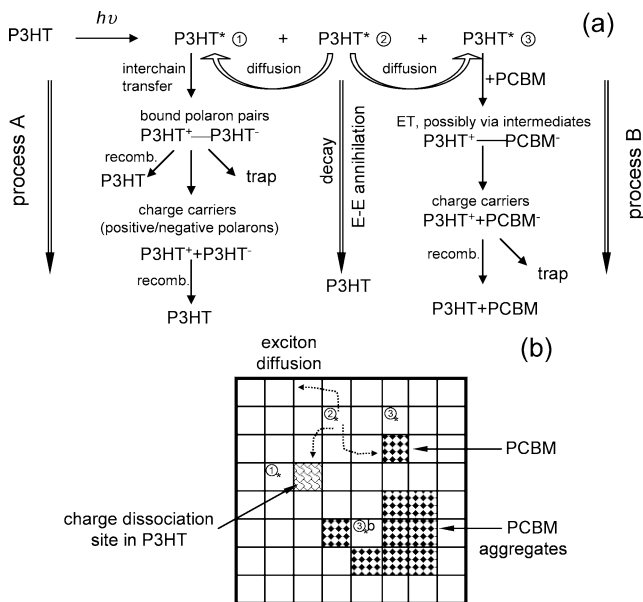 (a)
P3HT hυ P3HT* ① + P3HT* ② + P3HT* ③
interchain transfer
diffusion
diffusion
+PCBM
bound polaron pairs
P3HT⁺—P3HT⁻
ET, possibly via intermediates
P3HT⁺—PCBM⁻
recomb.
P3HT
trap
process A
decay
E-E annihilation
process B
charge carriers
(positive/negative polarons)
P3HT⁺+P3HT⁻
charge carriers
P3HT⁺+PCBM⁻
recomb.
P3HT
P3HT
recomb.
trap
P3HT+PCBM
(b)
exciton
diffusion
②*
③*
PCBM
①*
charge dissociation
site in P3HT
③*b
PCBM
aggregates